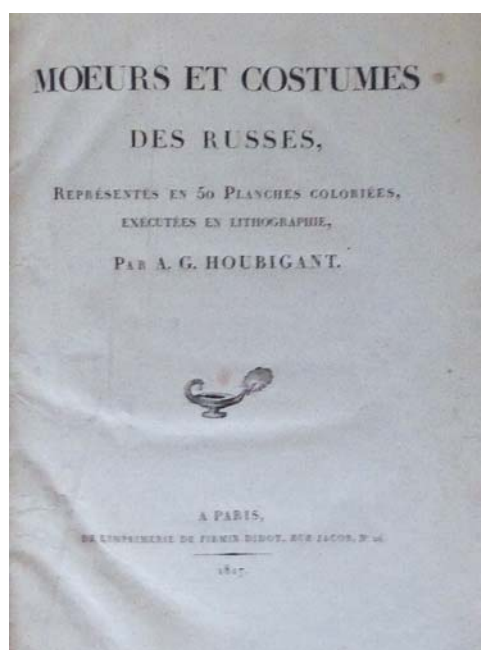 MOEURS ET COSTUMES
DES RUSSES,
REPRÉSENTÉS EN 50 PLANCHES COLORIÉES,
EXÉCUTÉES EN LITHOGRAPHIE,
PAR A. G. HOUBIGANT.
A PARIS,
DE L'IMPRIMERIE DE FIRMIN DIDOT, RUE JACOB, N° 24.
1817.